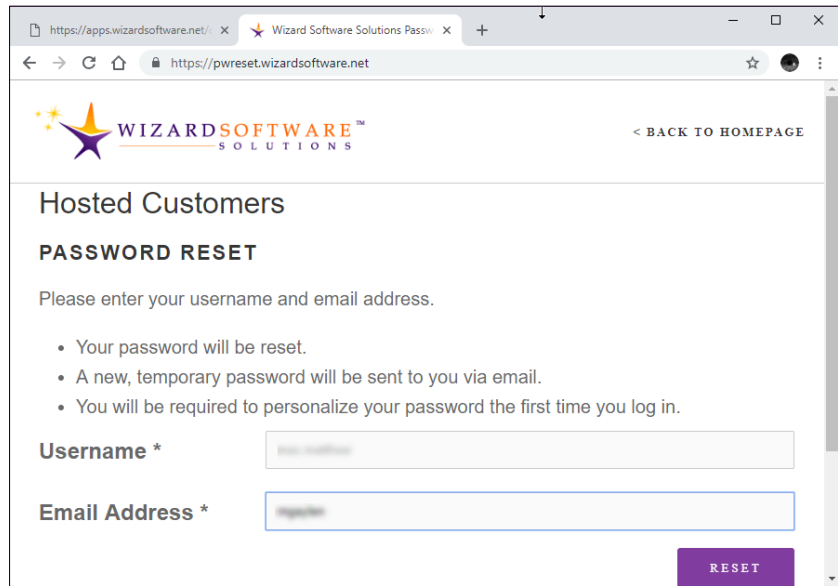 https://apps.wizardsoftware.net/
Wizard Software Solutions Passw
https://pwreset.wizardsoftware.net
WIZARDSOFTWARE™
SOLUTIONS
< BACK TO HOMEPAGE
Hosted Customers
PASSWORD RESET
Please enter your username and email address.
• Your password will be reset.
• A new, temporary password will be sent to you via email.
• You will be required to personalize your password the first time you log in.
Username *
Email Address *
RESET